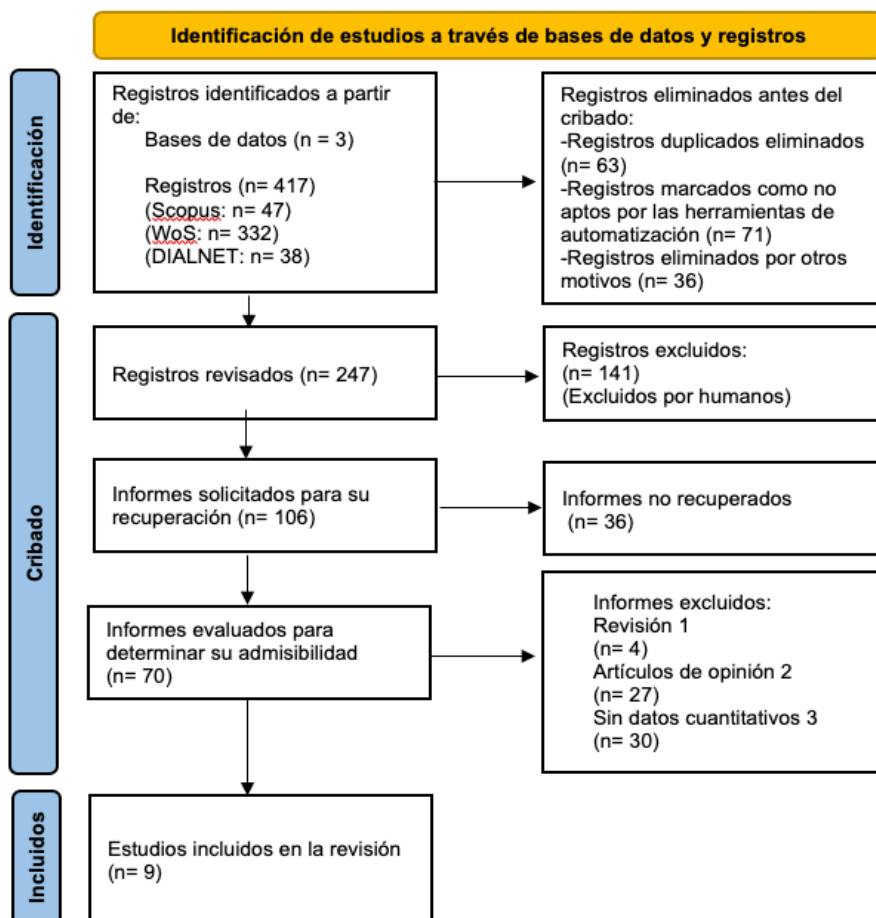 Identificación de estudios a través de bases de datos y registros
Identificación
Registros identificados a partir
de:
Bases de datos (n = 3)
Registros (n= 417)
(Scopus: n= 47)
(WoS: n= 332)
(DIALNET: n= 38)
Registros eliminados antes del
cribado:
-Registros duplicados eliminados
(n= 63)
-Registros marcados como no
aptos por las herramientas de
automatización (n= 71)
-Registros eliminados por otros
motivos (n= 36)
Cribado
Registros revisados (n= 247)
Registros excluidos:
(n= 141)
(Excluidos por humanos)
Informes solicitados para su
recuperación (n= 106)
Informes no recuperados
(n= 36)
Informes evaluados para
determinar su admisibilidad
(n= 70)
Informes excluidos:
Revisión 1
(n= 4)
Artículos de opinión 2
(n= 27)
Sin datos cuantitativos 3
(n= 30)
Incluidos
Estudios incluidos en la revisión
(n= 9)